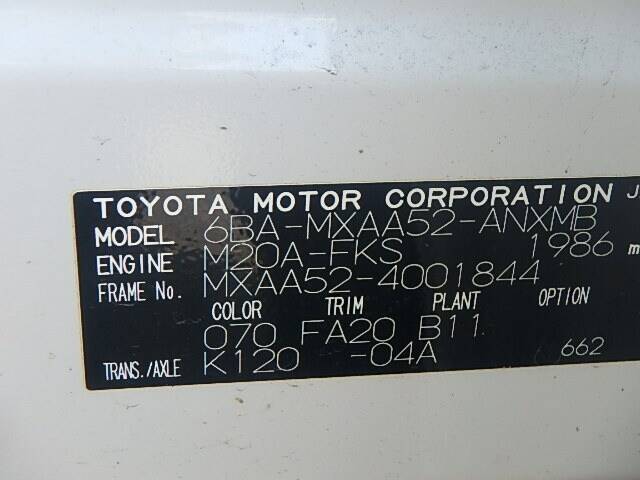 TOYOTA MOTOR CORPORATION J
MODEL 6BA-MXAA52-ANXMB
ENGINE M20A-FKS 1986 m
FRAME No. MXAA52-4001844
COLOR TRIM PLANT OPTION
070 FA20 B11
TRANS./AXLE K120 -04A 662